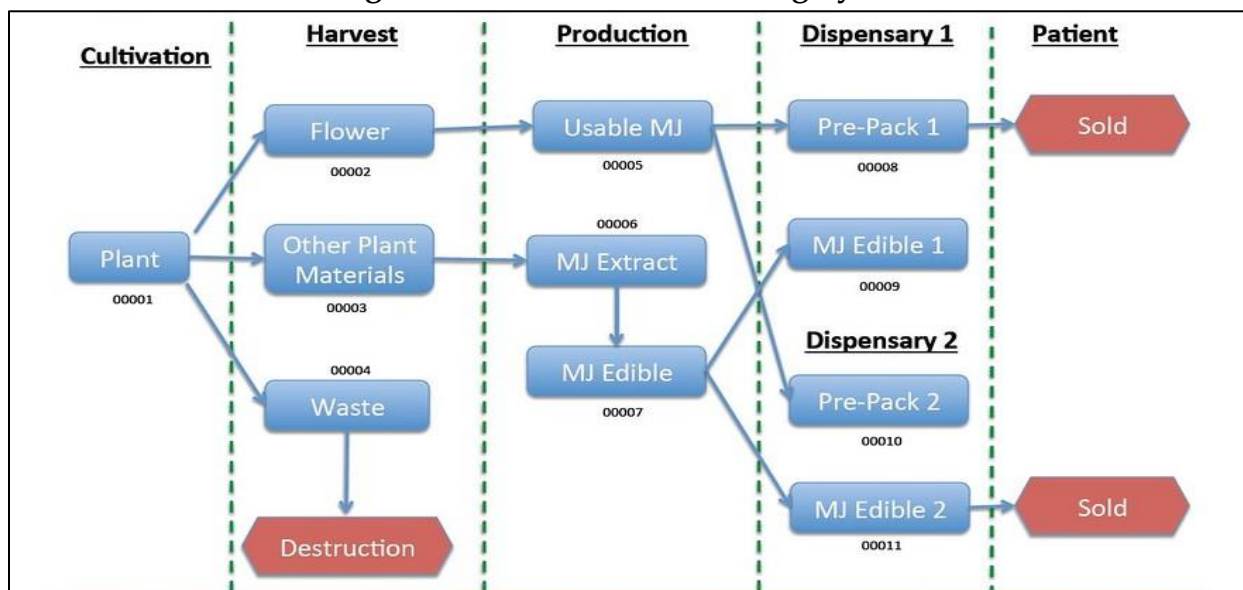 Cultivation
Harvest
Production
Dispensary 1
Patient
Flower
00002
Usable MJ
00005
Pre-Pack 1
00008
Sold
Plant
00001
Other Plant
Materials
00003
00006
MJ Extract
MJ Edible 1
00009
00004
Waste
MJ Edible
00007
Dispensary 2
Pre-Pack 2
00010
Destruction
MJ Edible 2
00011
Sold